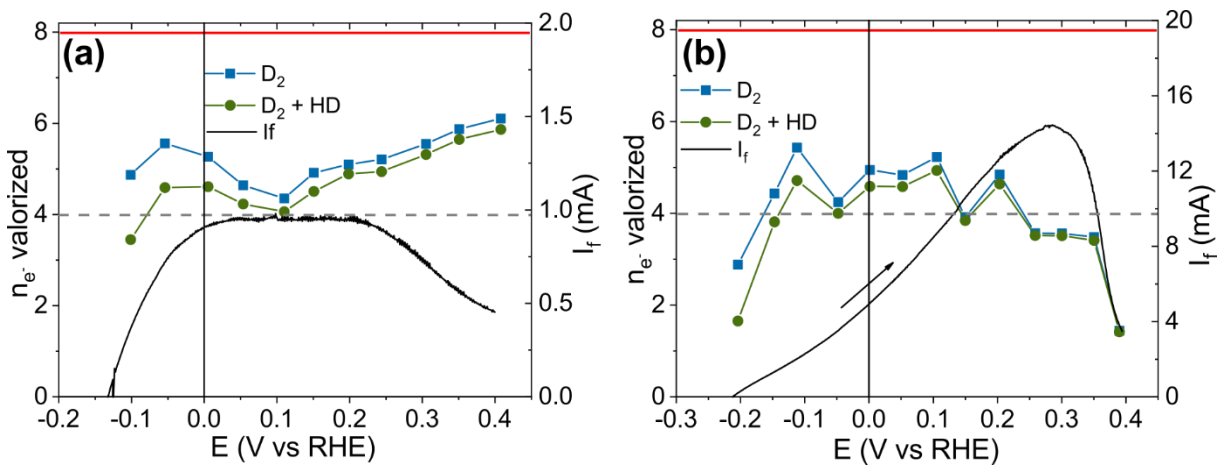 (a)
D2
D2 + HD
If
ne- valorized
0
2
4
6
8
-0.2 -0.1 0.0 0.1 0.2 0.3 0.4
E (V vs RHE)
0.0
0.5
1.0
1.5
2.0
If (mA)
(b)
D2
D2 + HD
If
ne- valorized
0
2
4
6
8
-0.3 -0.2 -0.1 0.0 0.1 0.2 0.3 0.4
E (V vs RHE)
0
4
8
12
16
20
If (mA)